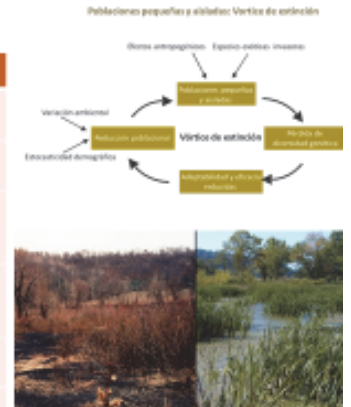 Poblaciones pequeñas y aisladas: Vortice de extinción
Efectos antropogénicos
Especies exóticas invasoras
Poblaciones pequeñas
y aisladas
Variación ambiental
Reducción poblacional
Vórtice de extinción
Pérdida de
diversidad genética
Estocasticidad demográfica
Adaptabilidad y eficacia
reducidas